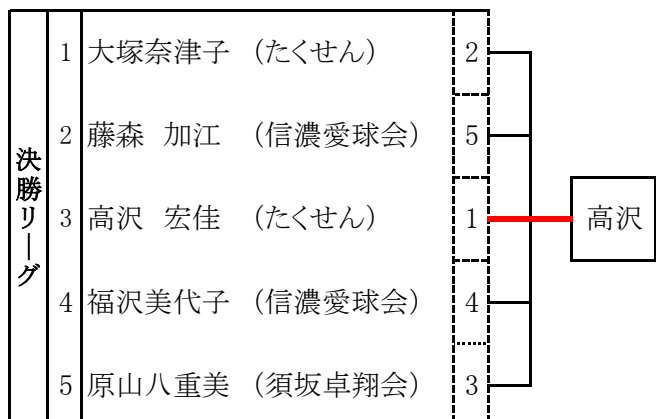 決勝リーグ
1 大塚奈津子 (たくせん) 2
2 藤森 加江 (信濃愛球会) 5
3 高沢 宏佳 (たくせん) 1 高沢
4 福沢美代子 (信濃愛球会) 4
5 原山八重美 (須坂卓翔会) 3